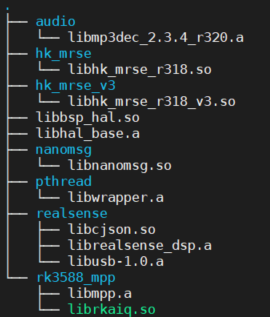 .
├── audio
│   └── libmp3dec_2.3.4_r320.a
├── hk_mrse
│   └── libhk_mrse_r318.so
├── hk_mrse_v3
│   └── libhk_mrse_r318_v3.so
├── libbsp_hal.so
├── libhal_base.a
├── nanomsg
│   └── libnanomsg.so
├── pthread
│   └── libwrapper.a
├── realsense
│   ├── libcjson.so
│   ├── librealsense_dsp.a
│   └── libusb-1.0.a
└── rk3588_mpp
    ├── libmpp.a
    └── librkaiq.so